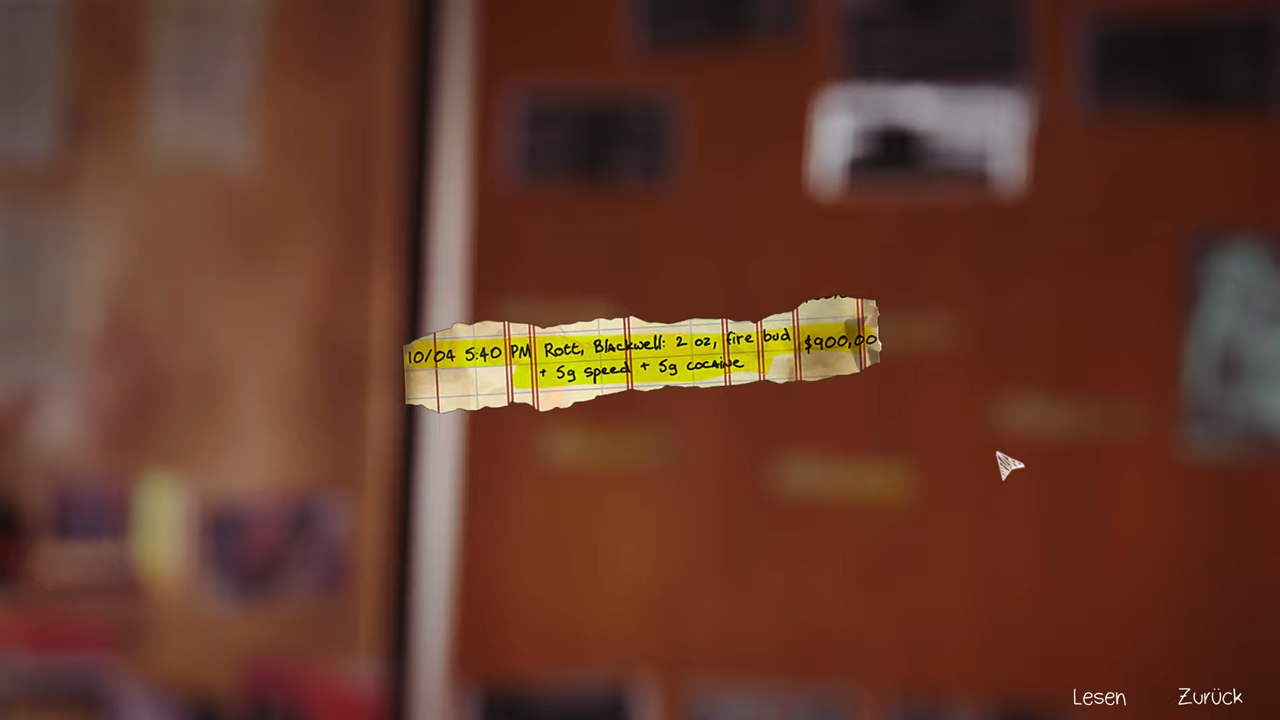 10/04 5:40 PM Rott, Blackwell: 2 oz, fire bud $900,00
+ 5g speed + 5g cocaine
Lesen Zurück